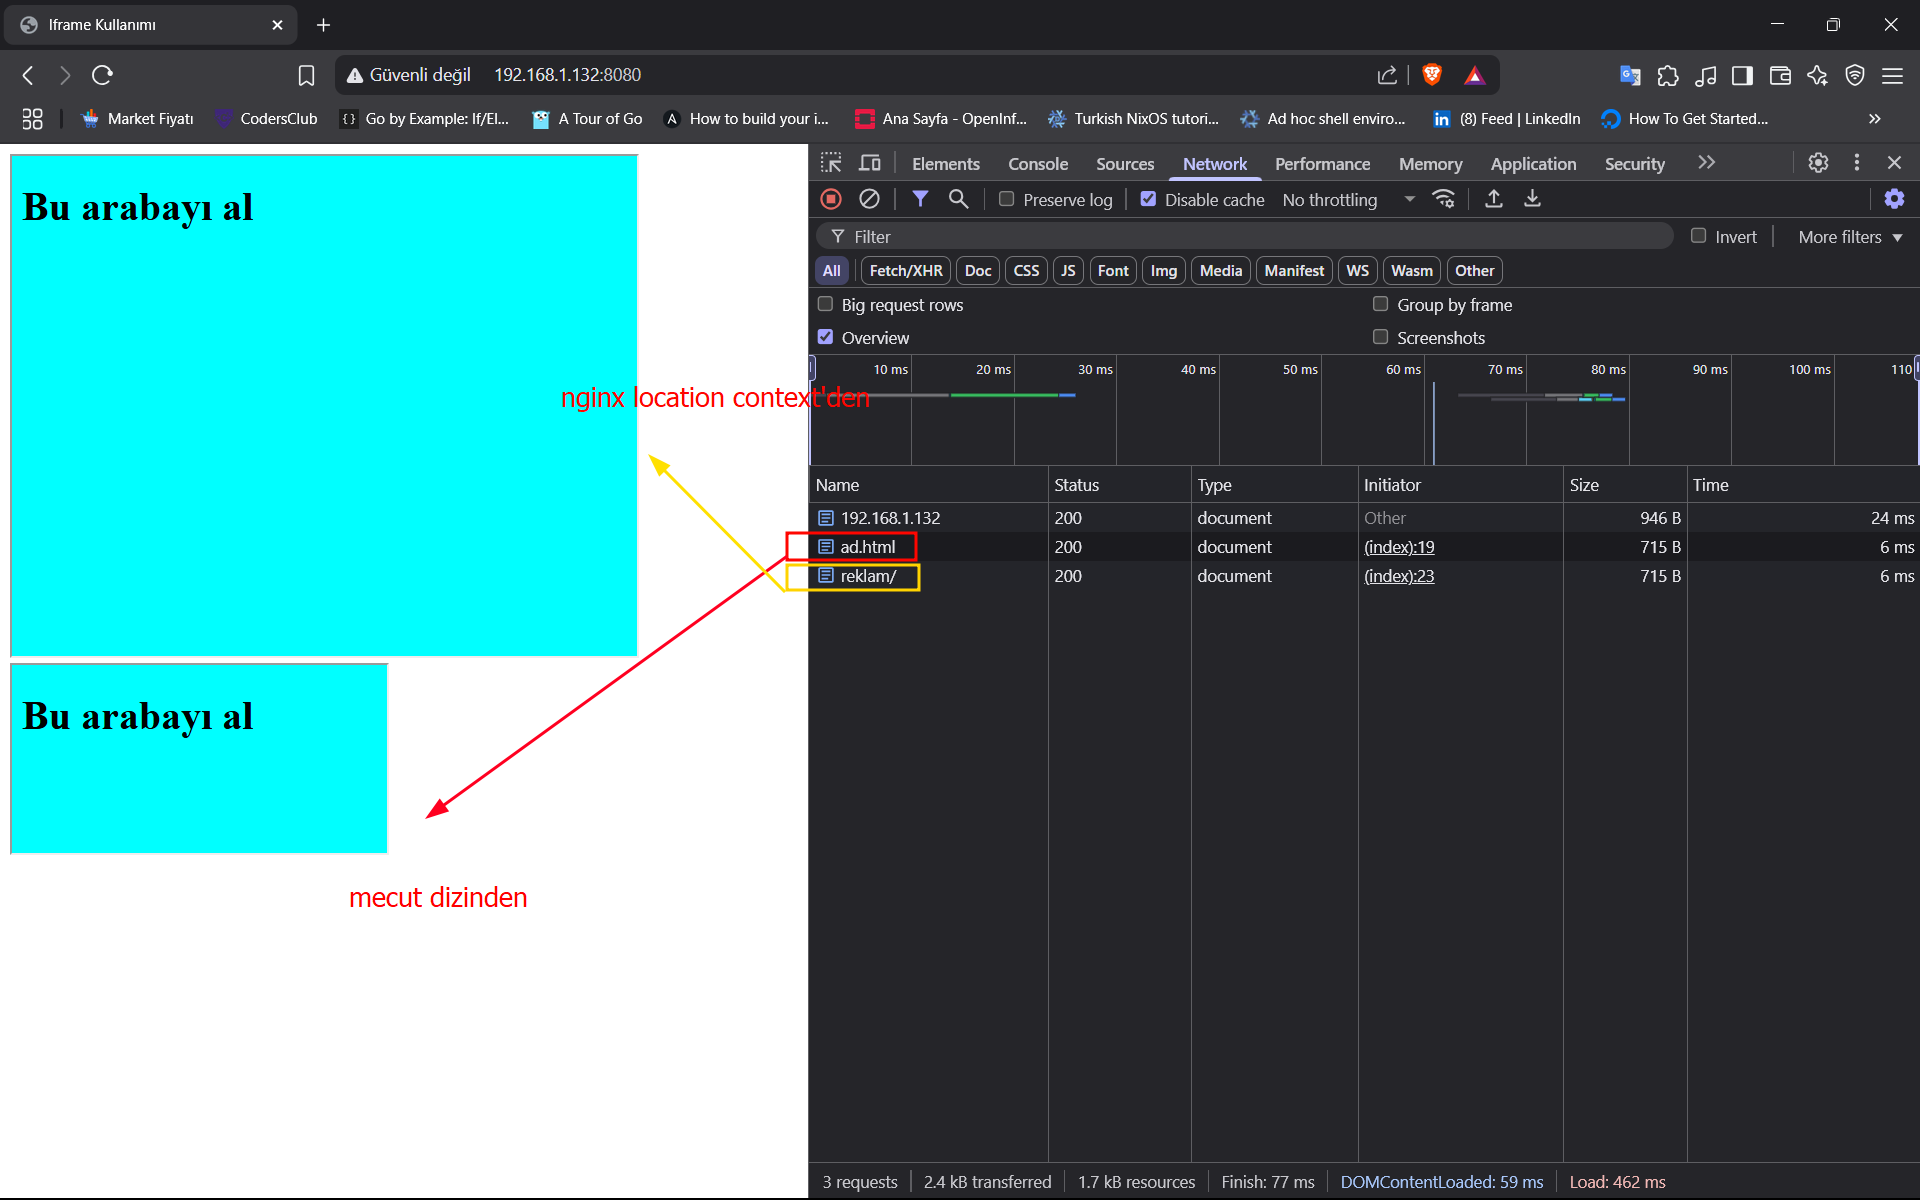 Iframe Kullanımı
Güvenli değil 192.168.1.132:8080
Market Fiyatı CodersClub Go by Example: If/El... A Tour of Go How to build your i... Ana Sayfa - OpenInf... Turkish NixOS tutori... Ad hoc shell enviro... (8) Feed | LinkedIn How To Get Started...
Bu arabayı al
nginx location context'den
Bu arabayı al
mecut dizinden
Elements Console Sources Network Performance Memory Application Security
Preserve log Disable cache No throttling
Filter Invert More filters
All Fetch/XHR Doc CSS JS Font Img Media Manifest WS Wasm Other
Big request rows Group by frame
Overview Screenshots
10 ms 20 ms 30 ms 40 ms 50 ms 60 ms 70 ms 80 ms 90 ms 100 ms 110
Name Status Type Initiator Size Time
192.168.1.132 200 document Other 946 B 24 ms
ad.html 200 document (index):19 715 B 6 ms
reklam/ 200 document (index):23 715 B 6 ms
3 requests 2.4 kB transferred 1.7 kB resources Finish: 77 ms DOMContentLoaded: 59 ms Load: 462 ms